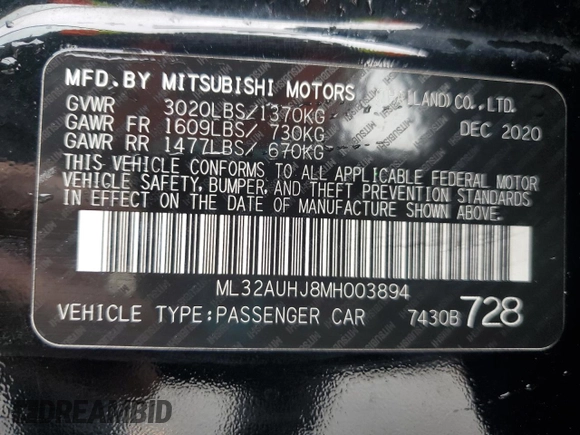 MFD. BY MITSUBISHI MOTORS CO., LTD.
GVWR 3020LBS/1370KG
GAWR FR 1609LBS/ 730KG DEC 2020
GAWR RR 1477LBS/ 670KG
THIS VEHICLE CONFORMS TO ALL APPLICABLE FEDERAL MOTOR
VEHICLE SAFETY, BUMPER, AND THEFT PREVENTION STANDARDS
IN EFFECT ON THE DATE OF MANUFACTURE SHOWN ABOVE.
ML32AUHJ8MH003894
VEHICLE TYPE:PASSENGER CAR 7430B 728
DREAMBID